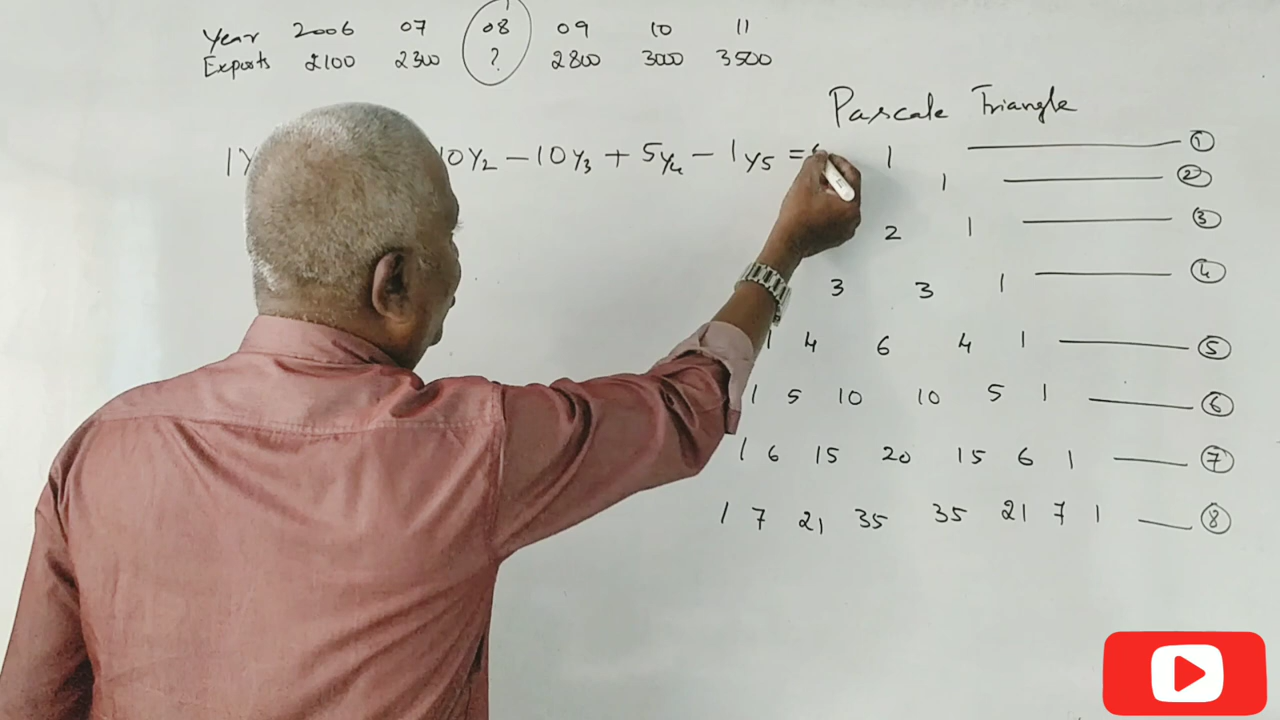 Year 2006 07 08 09 10 11
Exports 2100 2300 ? 2800 3000 3500
Pascale Triangle
1Y 10Y₂ – 10Y₃ + 5Y₄ – 1Y₅ =
1 ①
1 ②
2 1 ③
3 3 1 ④
1 4 6 4 1 ⑤
1 5 10 10 5 1 ⑥
1 6 15 20 15 6 1 ⑦
1 7 21 35 35 21 7 1 ⑧